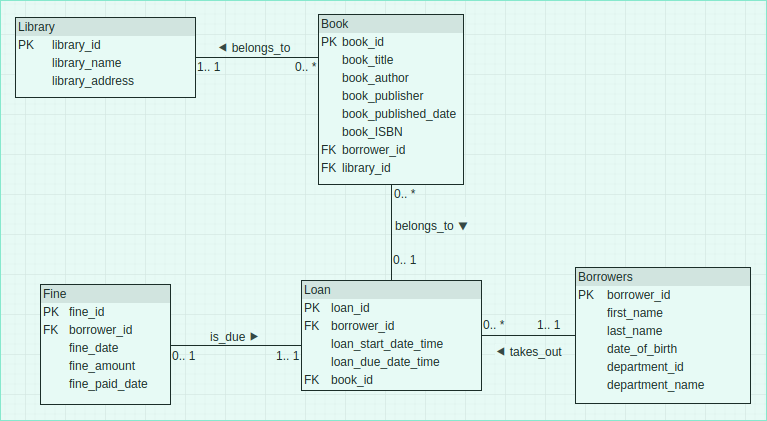 Library
PK library_id
library_name
library_address
◄ belongs_to
1.. 1
0.. *
Book
PK book_id
book_title
book_author
book_publisher
book_published_date
book_ISBN
FK borrower_id
FK library_id
0.. *
belongs_to ▼
0.. 1
Fine
PK fine_id
FK borrower_id
fine_date
fine_amount
fine_paid_date
is_due ►
0.. 1
1.. 1
Loan
PK loan_id
FK borrower_id
loan_start_date_time
loan_due_date_time
FK book_id
0.. *
1.. 1
◄ takes_out
Borrowers
PK borrower_id
first_name
last_name
date_of_birth
department_id
department_name